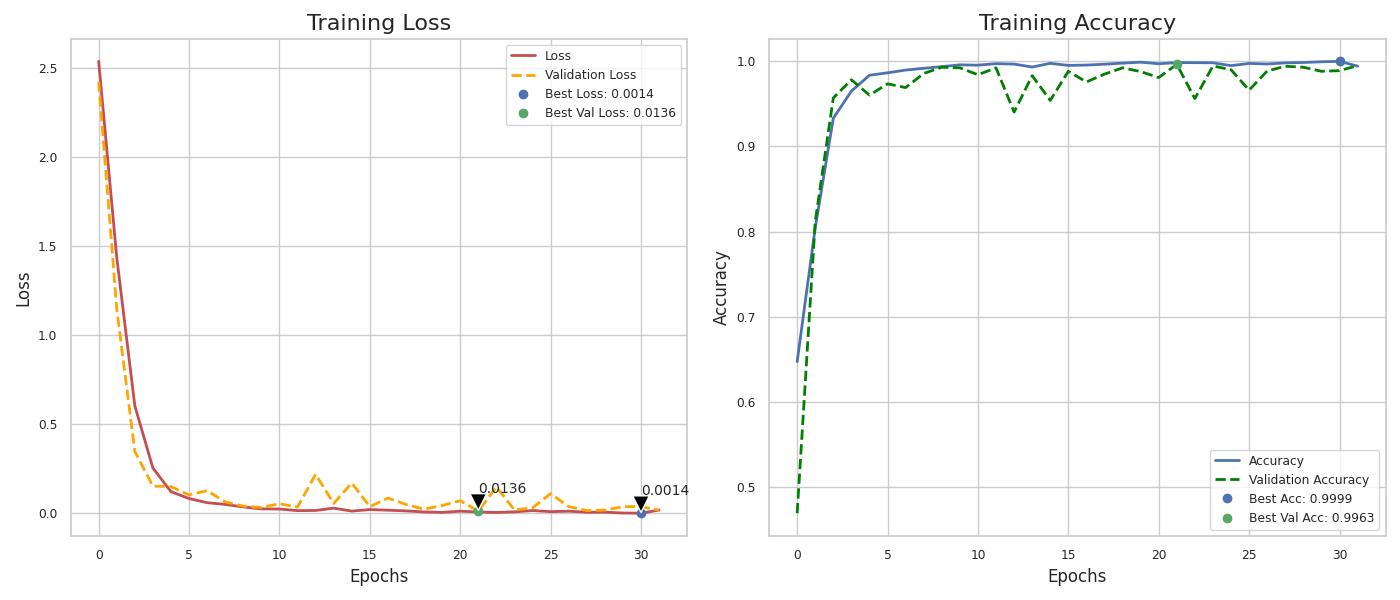 Training Loss
Loss
Validation Loss
Best Loss: 0.0014
Best Val Loss: 0.0136
2.5
2.0
1.5
1.0
0.5
0.0
Loss
0.0136
0.0014
0
5
10
15
20
25
30
Epochs
Training Accuracy
1.0
0.9
0.8
0.7
0.6
0.5
Accuracy
Accuracy
Validation Accuracy
Best Acc: 0.9999
Best Val Acc: 0.9963
0
5
10
15
20
25
30
Epochs